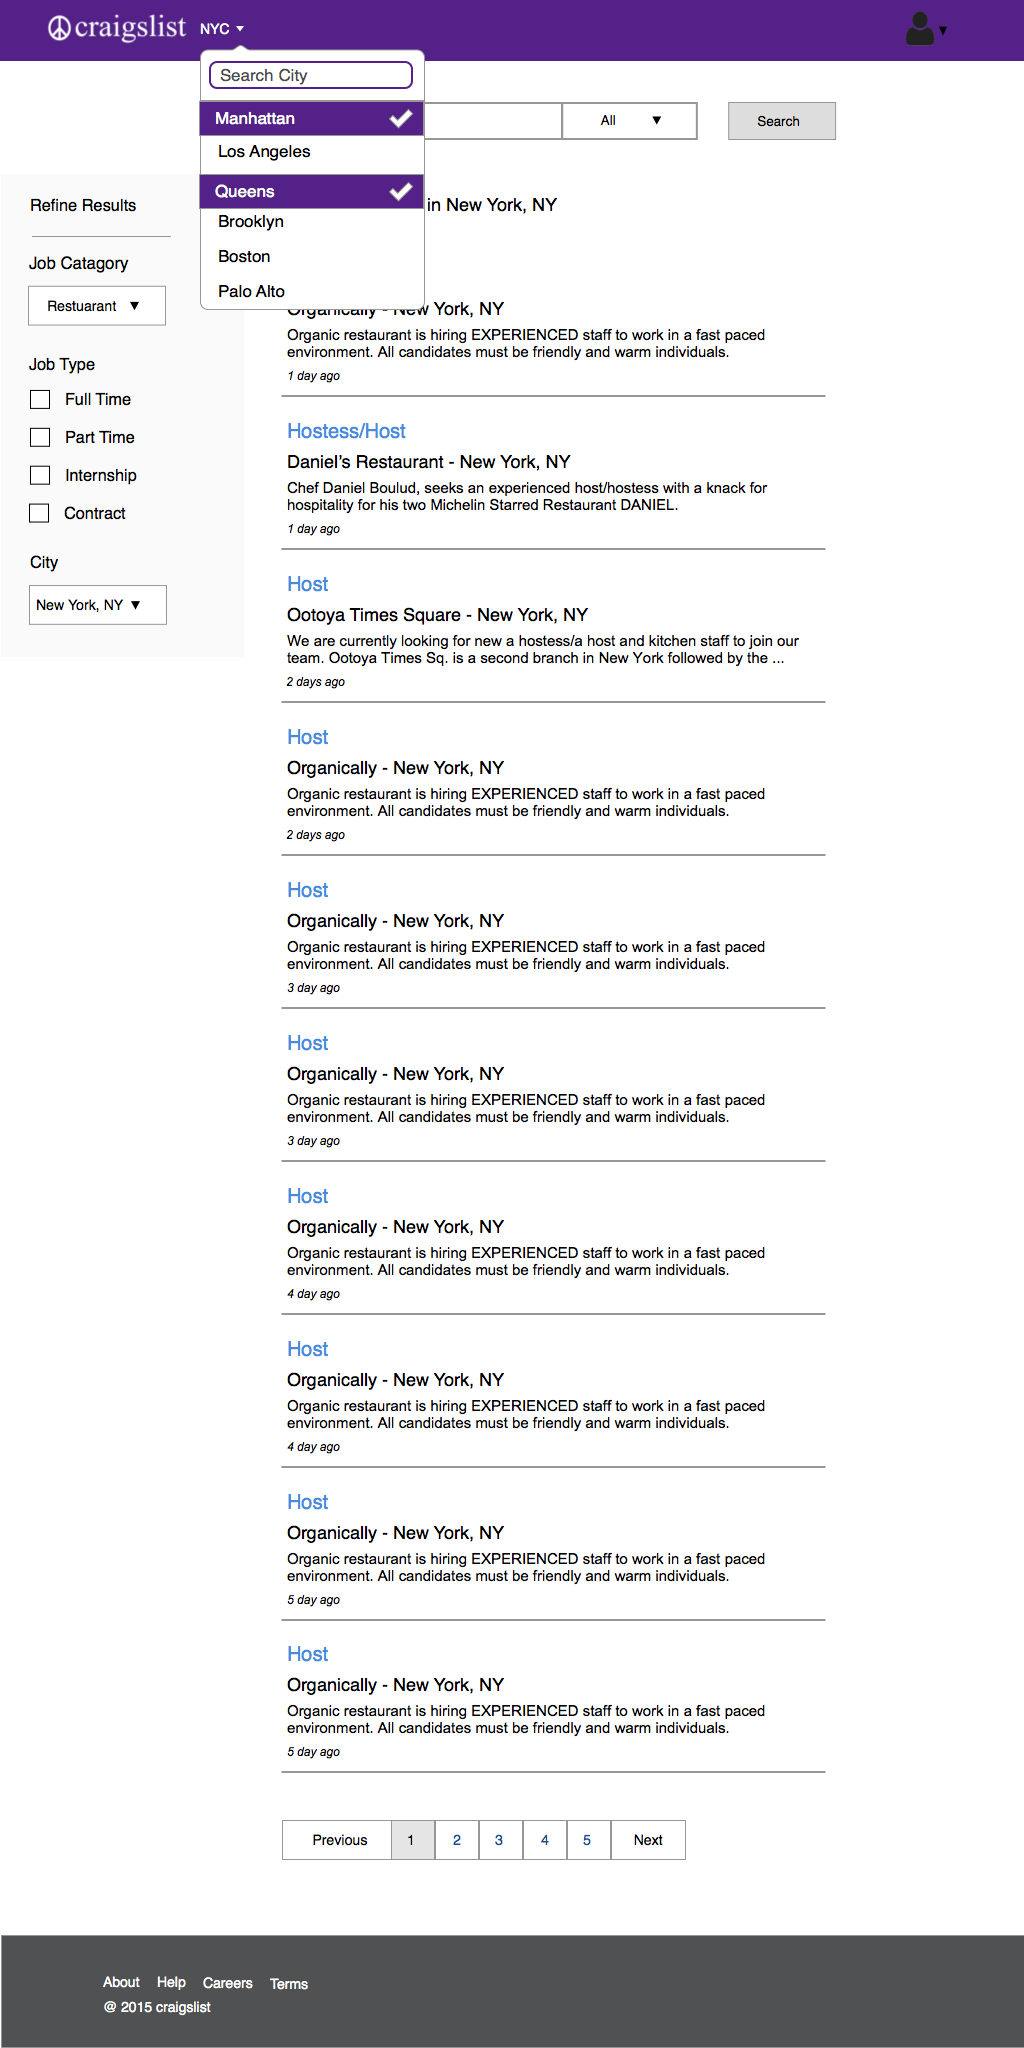 craigslist NYC
Search City
Manhattan
Los Angeles
Queens
Brooklyn
Boston
Palo Alto
All
Search
Refine Results
Job Catagory
Restuarant
Job Type
Full Time
Part Time
Internship
Contract
City
New York, NY
in New York, NY
Organically - New York, NY
Organic restaurant is hiring EXPERIENCED staff to work in a fast paced
environment. All candidates must be friendly and warm individuals.
1 day ago
Hostess/Host
Daniel’s Restaurant - New York, NY
Chef Daniel Boulud, seeks an experienced host/hostess with a knack for
hospitality for his two Michelin Starred Restaurant DANIEL.
1 day ago
Host
Ootoya Times Square - New York, NY
We are currently looking for new a hostess/a host and kitchen staff to join our
team. Ootoya Times Sq. is a second branch in New York followed by the ...
2 days ago
Host
Organically - New York, NY
Organic restaurant is hiring EXPERIENCED staff to work in a fast paced
environment. All candidates must be friendly and warm individuals.
2 days ago
Host
Organically - New York, NY
Organic restaurant is hiring EXPERIENCED staff to work in a fast paced
environment. All candidates must be friendly and warm individuals.
3 day ago
Host
Organically - New York, NY
Organic restaurant is hiring EXPERIENCED staff to work in a fast paced
environment. All candidates must be friendly and warm individuals.
3 day ago
Host
Organically - New York, NY
Organic restaurant is hiring EXPERIENCED staff to work in a fast paced
environment. All candidates must be friendly and warm individuals.
4 day ago
Host
Organically - New York, NY
Organic restaurant is hiring EXPERIENCED staff to work in a fast paced
environment. All candidates must be friendly and warm individuals.
4 day ago
Host
Organically - New York, NY
Organic restaurant is hiring EXPERIENCED staff to work in a fast paced
environment. All candidates must be friendly and warm individuals.
5 day ago
Host
Organically - New York, NY
Organic restaurant is hiring EXPERIENCED staff to work in a fast paced
environment. All candidates must be friendly and warm individuals.
5 day ago
Previous 1 2 3 4 5 Next
About Help Careers Terms
@ 2015 craigslist